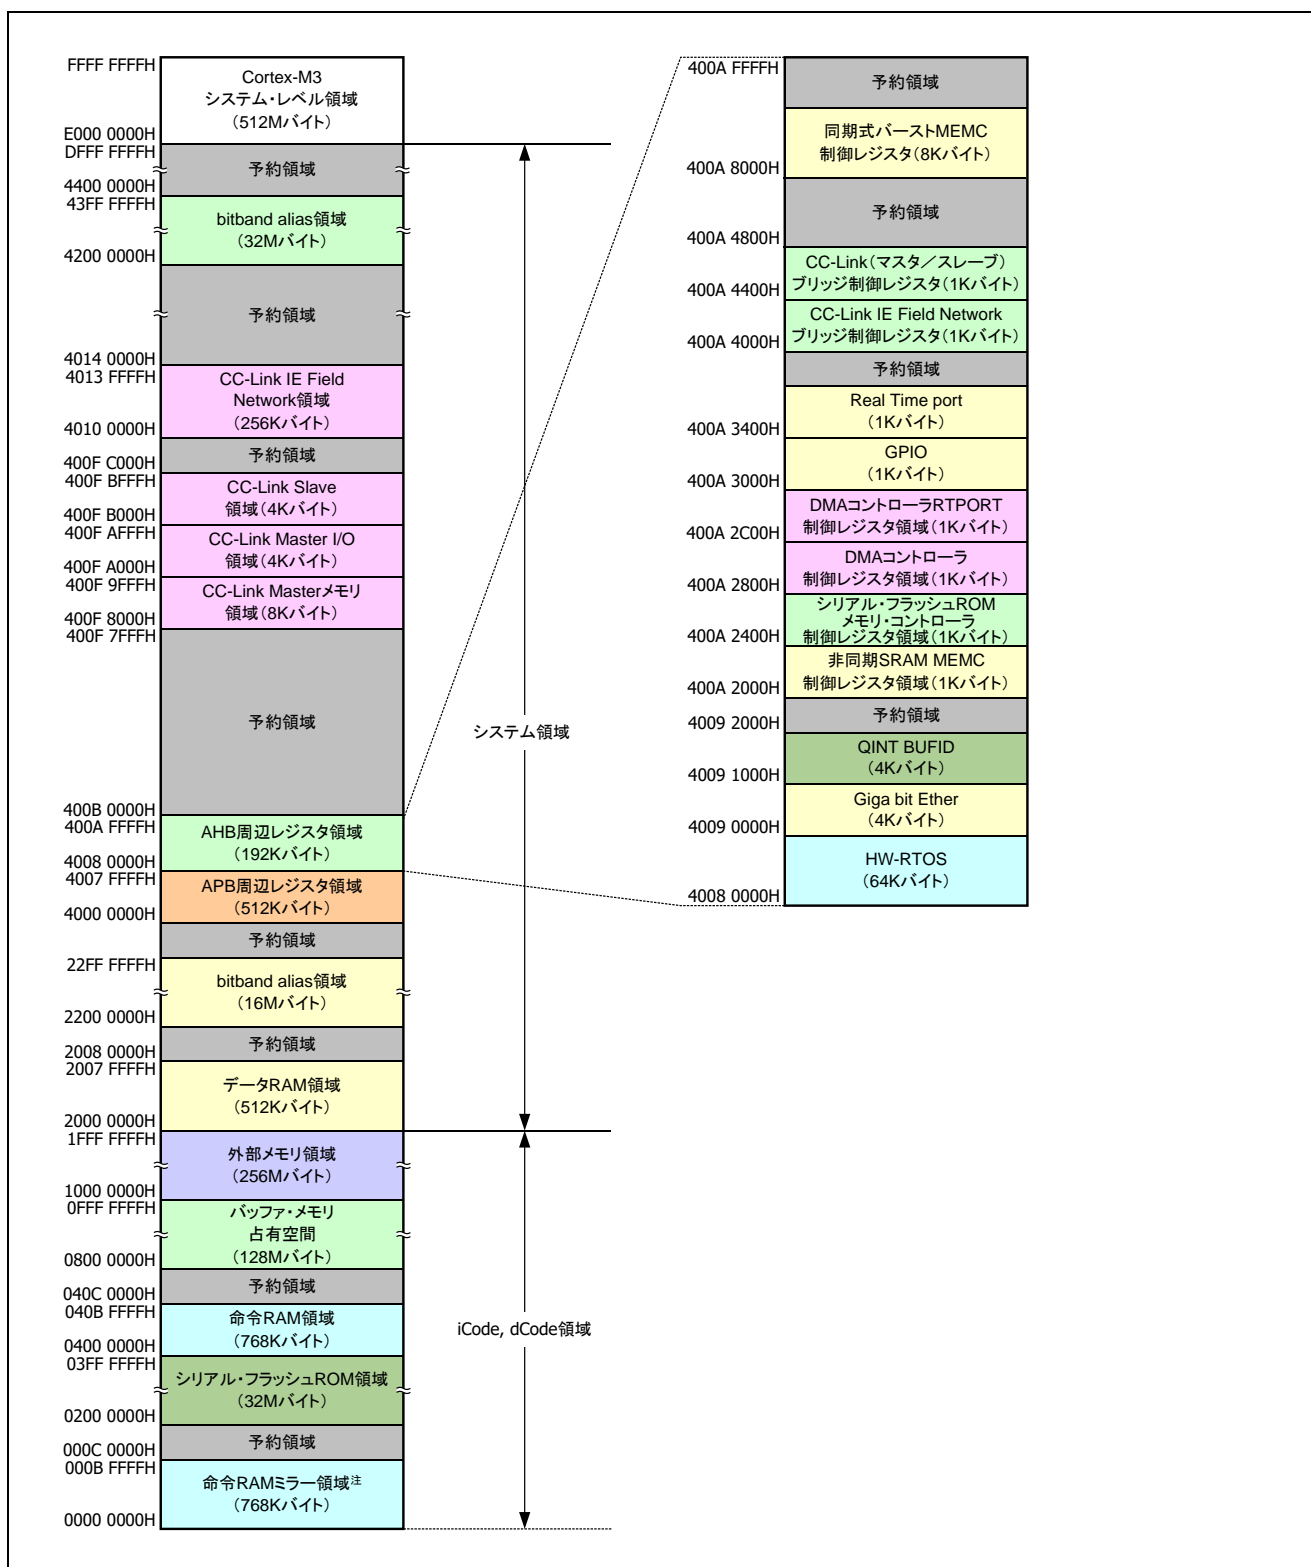 FFFF FFFFH
Cortex-M3
システム・レベル領域
（512Mバイト）
E000 0000H
DFFF FFFFH
予約領域
4400 0000H
43FF FFFFH
bitband alias領域
（32Mバイト）
4200 0000H
予約領域
4014 0000H
4013 FFFFH
CC-Link IE Field
Network領域
（256Kバイト）
4010 0000H
予約領域
400F C000H
400F BFFFH
CC-Link Slave
領域（4Kバイト）
400F B000H
400F AFFFH
CC-Link Master I/O
領域（4Kバイト）
400F A000H
400F 9FFFH
CC-Link Masterメモリ
領域（8Kバイト）
400F 8000H
400F 7FFFH
予約領域
400B 0000H
400A FFFFH
AHB周辺レジスタ領域
（192Kバイト）
4008 0000H
4007 FFFFH
APB周辺レジスタ領域
（512Kバイト）
4000 0000H
予約領域
22FF FFFFH
bitband alias領域
（16Mバイト）
2200 0000H
予約領域
2008 0000H
2007 FFFFH
データRAM領域
（512Kバイト）
2000 0000H
1FFF FFFFH
外部メモリ領域
（256Mバイト）
1000 0000H
0FFF FFFFH
バッファ・メモリ
占有空間
（128Mバイト）
0800 0000H
予約領域
040C 0000H
040B FFFFH
命令RAM領域
（768Kバイト）
0400 0000H
03FF FFFFH
シリアル・フラッシュROM領域
（32Mバイト）
0200 0000H
予約領域
000C 0000H
000B FFFFH
命令RAMミラー領域注
（768Kバイト）
0000 0000H
システム領域
iCode, dCode領域
400A FFFFH
予約領域
同期式バーストMEMC
制御レジスタ（8Kバイト）
400A 8000H
予約領域
400A 4800H
CC-Link（マスタ／スレーブ）
ブリッジ制御レジスタ（1Kバイト）
400A 4400H
CC-Link IE Field Network
ブリッジ制御レジスタ（1Kバイト）
400A 4000H
予約領域
Real Time port
（1Kバイト）
400A 3400H
GPIO
（1Kバイト）
400A 3000H
DMAコントローラRTPORT
制御レジスタ領域（1Kバイト）
400A 2C00H
DMAコントローラ
制御レジスタ領域（1Kバイト）
400A 2800H
シリアル・フラッシュROM
メモリ・コントローラ
制御レジスタ領域（1Kバイト）
400A 2400H
非同期SRAM MEMC
制御レジスタ領域（1Kバイト）
400A 2000H
予約領域
4009 2000H
QINT BUFID
（4Kバイト）
4009 1000H
Giga bit Ether
（4Kバイト）
4009 0000H
HW-RTOS
（64Kバイト）
4008 0000H